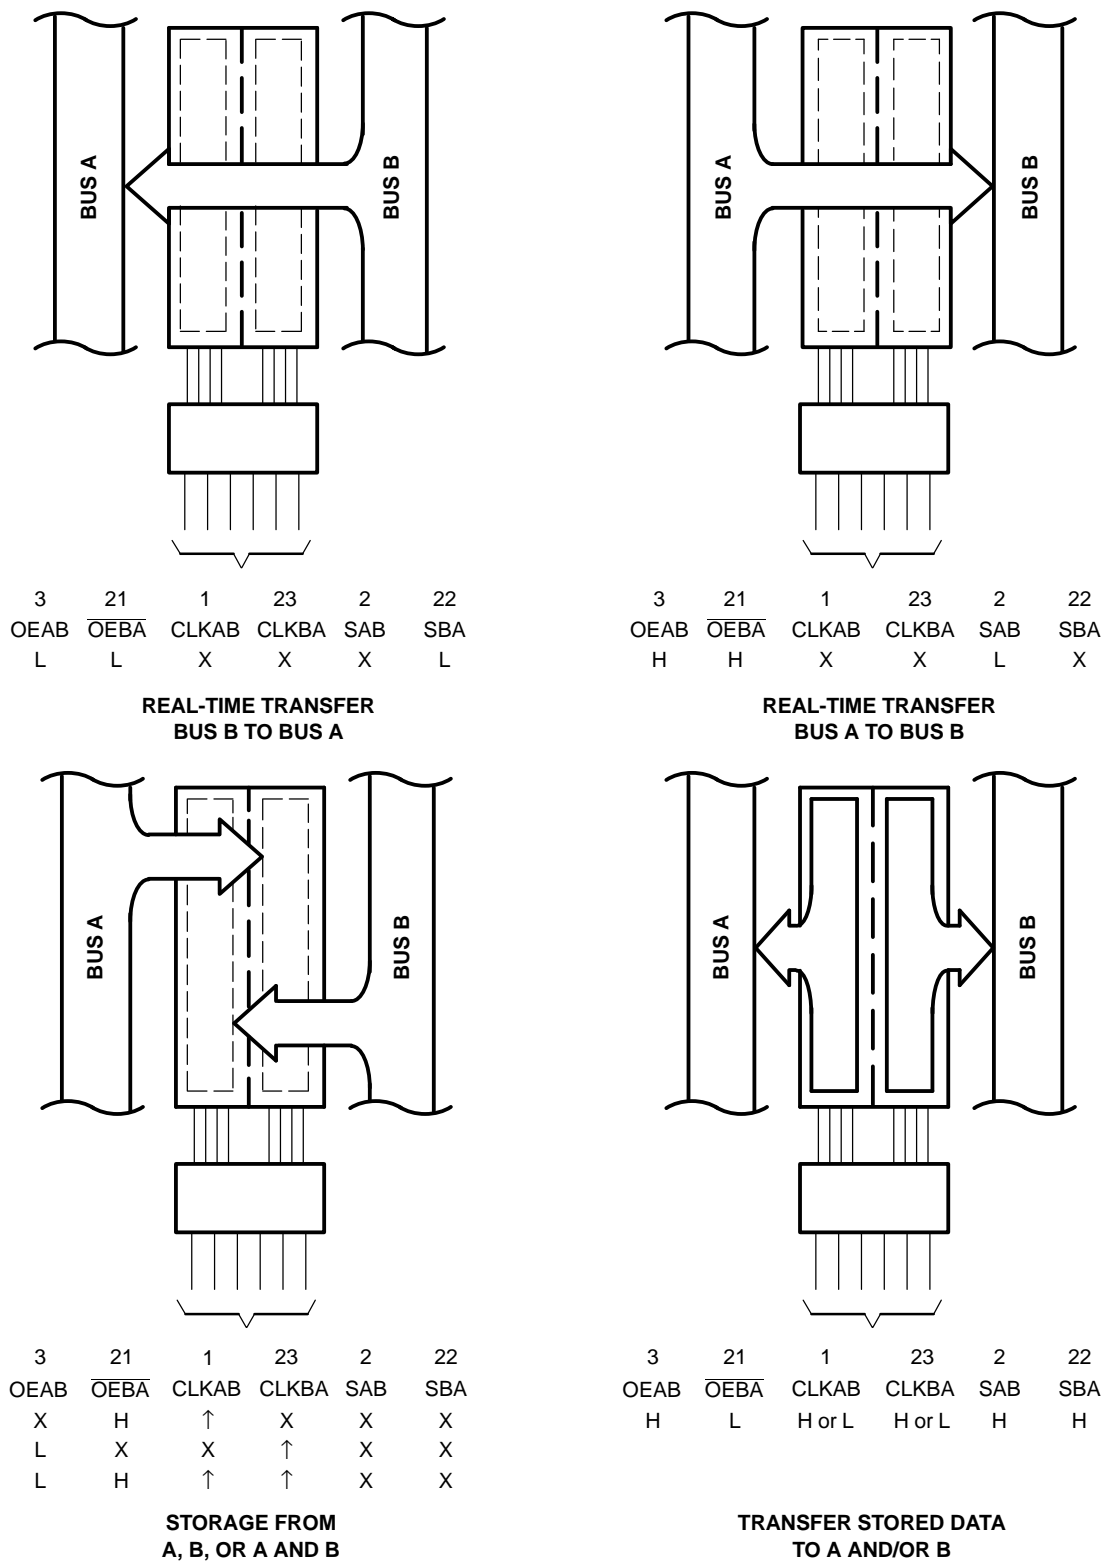 BUS A
BUS B
3 21 1 23 2 22
OEAB OEBA CLKAB CLKBA SAB SBA
L L X X X L
REAL-TIME TRANSFER
BUS B TO BUS A
BUS A
BUS B
3 21 1 23 2 22
OEAB OEBA CLKAB CLKBA SAB SBA
H H X X L X
REAL-TIME TRANSFER
BUS A TO BUS B
BUS A
BUS B
3 21 1 23 2 22
OEAB OEBA CLKAB CLKBA SAB SBA
X H ↑ X X X
L X X ↑ X X
L H ↑ ↑ X X
STORAGE FROM
A, B, OR A AND B
BUS A
BUS B
3 21 1 23 2 22
OEAB OEBA CLKAB CLKBA SAB SBA
H L H or L H or L H H
TRANSFER STORED DATA
TO A AND/OR B